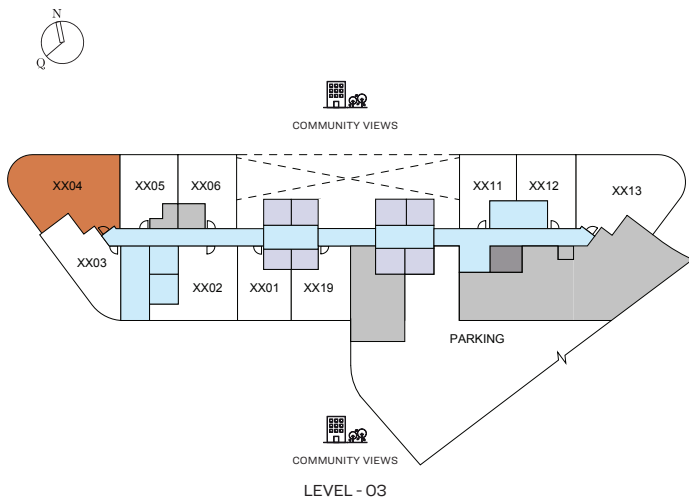 N
Q
COMMUNITY VIEWS
XX04
XX05
XX06
XX11
XX12
XX13
XX03
XX02
XX01
XX19
PARKING
N
COMMUNITY VIEWS
LEVEL - 03